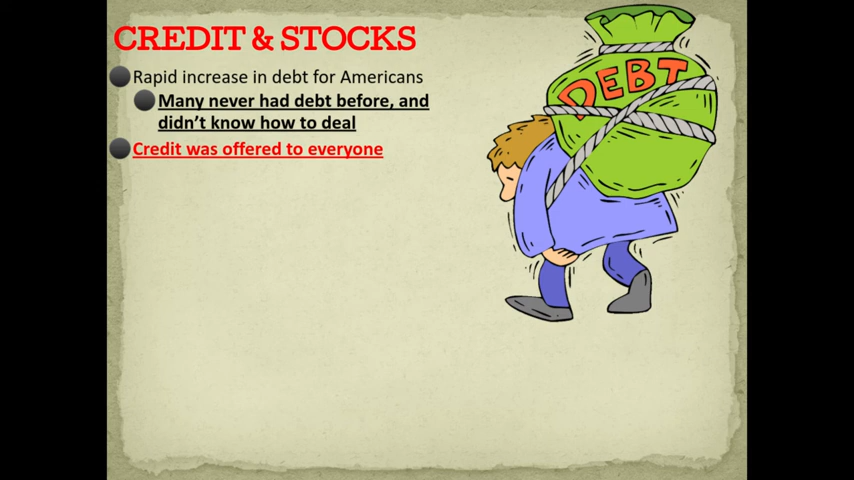 CREDIT & STOCKS
Rapid increase in debt for Americans
Many never had debt before, and
didn't know how to deal
Credit was offered to everyone
DEBT